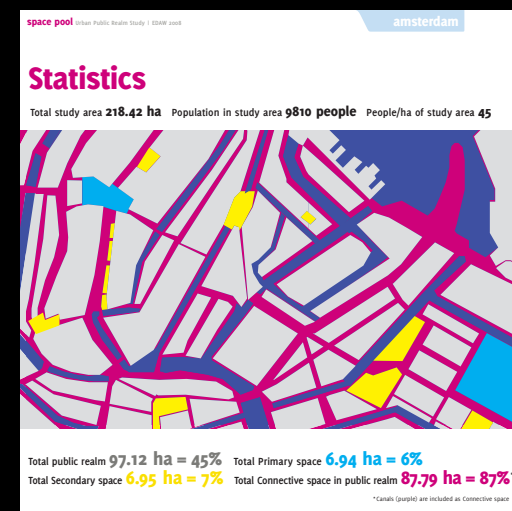 space pool Urban Public Realm Study | EDAW 2006
amsterdam
Statistics
Total study area 218.42 ha Population in study area 9810 people People/ha of study area 45
Total public realm 97.12 ha = 45% Total Primary space 6.94 ha = 6%
Total Secondary space 6.95 ha = 7% Total Connective space in public realm 87.79 ha = 87%*
*Canals (purple) are included as Connective space